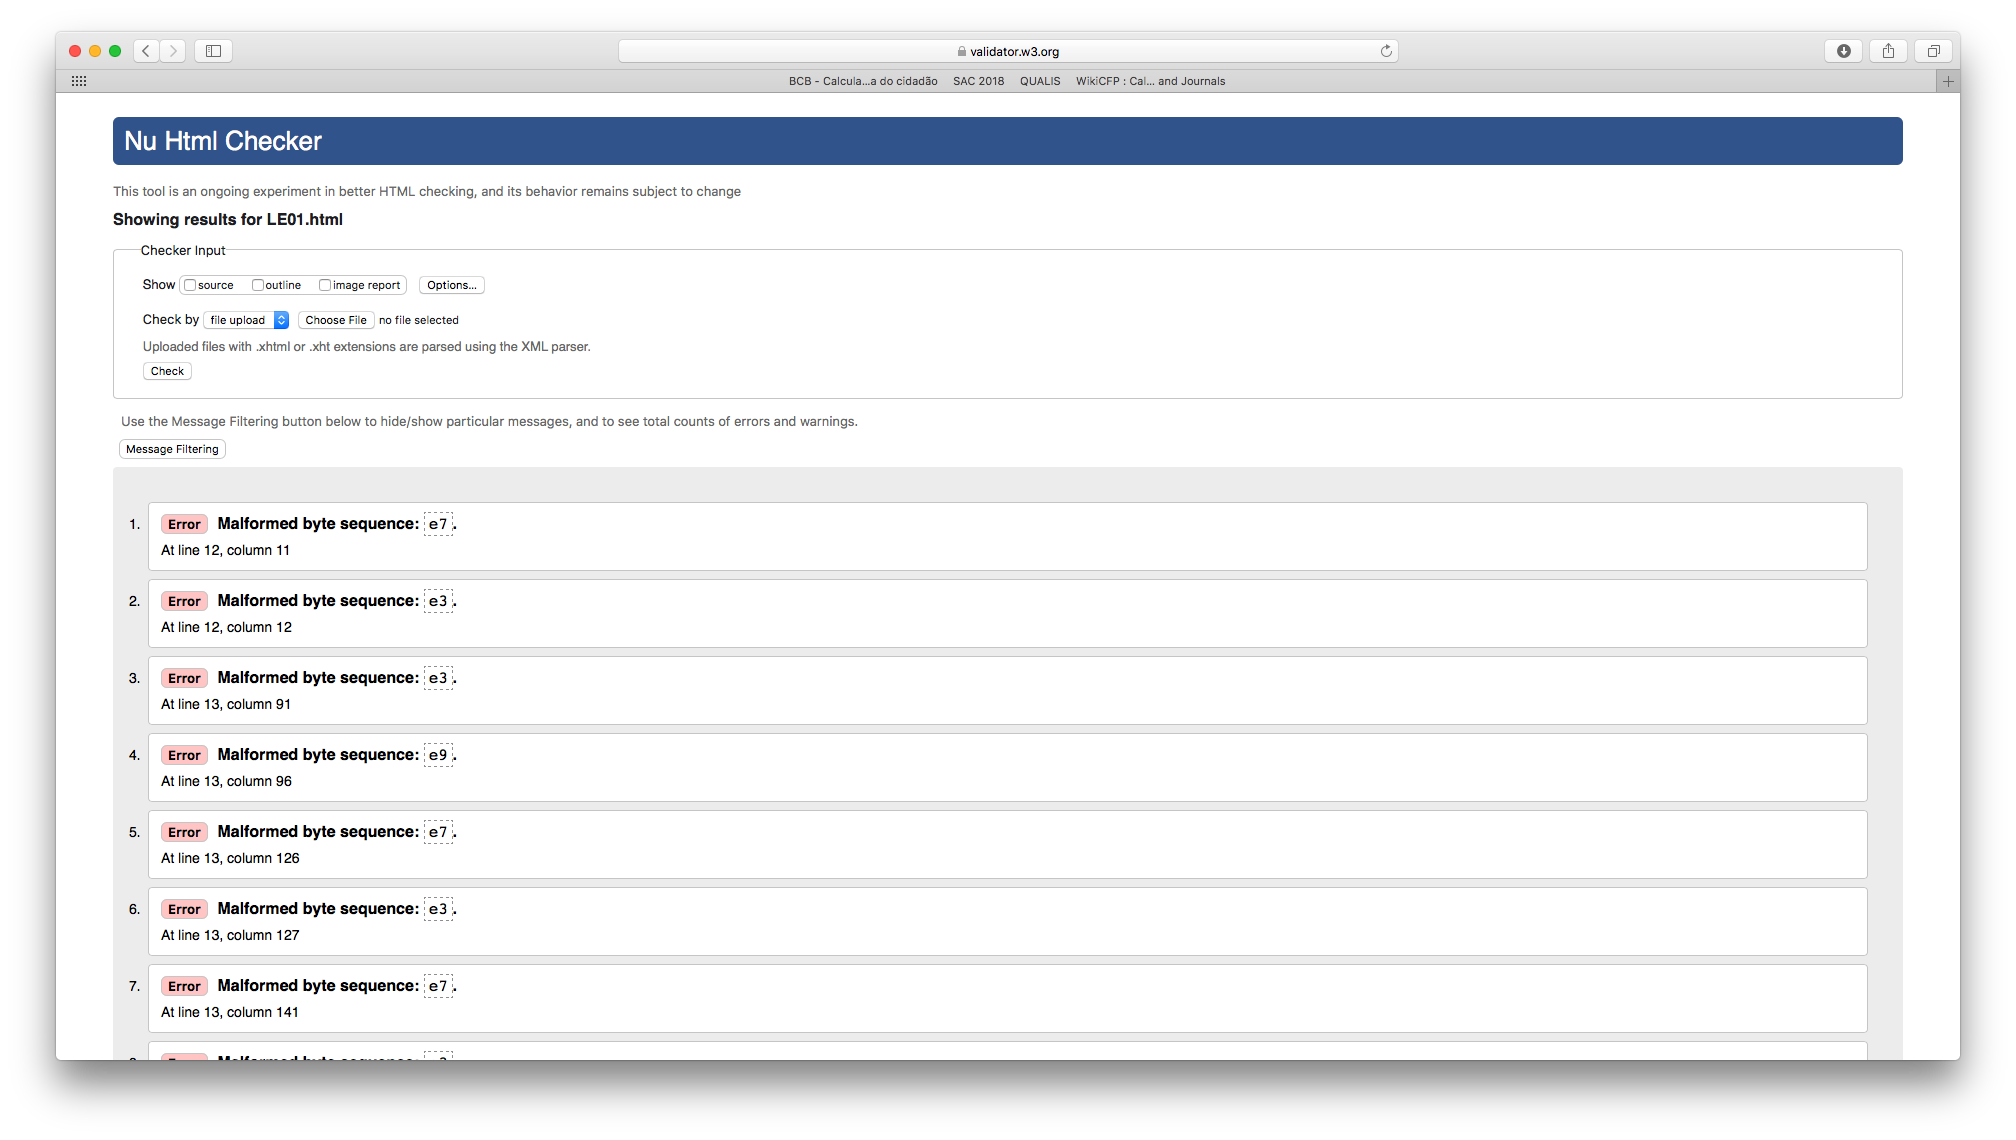 validator.w3.org
BCB - Calcula...a do cidadão SAC 2018 QUALIS WikiCFP : Cal... and Journals
Nu Html Checker
This tool is an ongoing experiment in better HTML checking, and its behavior remains subject to change
Showing results for LE01.html
Checker Input
Show source outline image report Options...
Check by file upload Choose File no file selected
Uploaded files with .xhtml or .xht extensions are parsed using the XML parser.
Check
Use the Message Filtering button below to hide/show particular messages, and to see total counts of errors and warnings.
Message Filtering
1. Error Malformed byte sequence: e7.
At line 12, column 11
2. Error Malformed byte sequence: e3.
At line 12, column 12
3. Error Malformed byte sequence: e3.
At line 13, column 91
4. Error Malformed byte sequence: e9.
At line 13, column 96
5. Error Malformed byte sequence: e7.
At line 13, column 126
6. Error Malformed byte sequence: e3.
At line 13, column 127
7. Error Malformed byte sequence: e7.
At line 13, column 141
Malformed byte sequence: